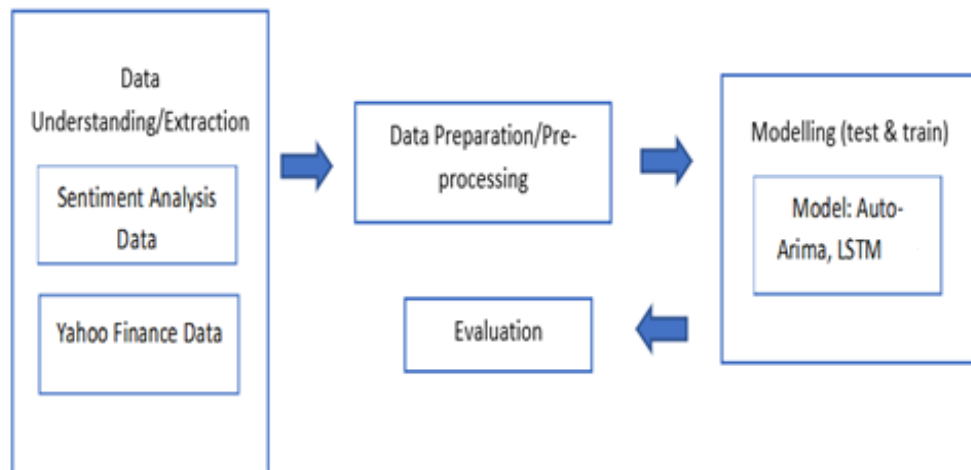 Data
Understanding/Extraction
Sentiment Analysis
Data
Yahoo Finance Data
Data Preparation/Pre-
processing
Modelling (test & train)
Model: Auto-
Arima, LSTM
Evaluation